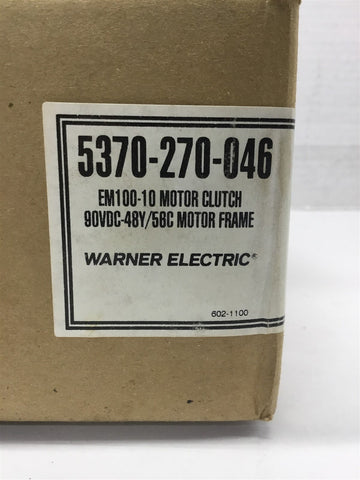 5370-270-046
EM100-10 MOTOR CLUTCH
90VDC-48Y/56C MOTOR FRAME
WARNER ELECTRIC®
602-1100